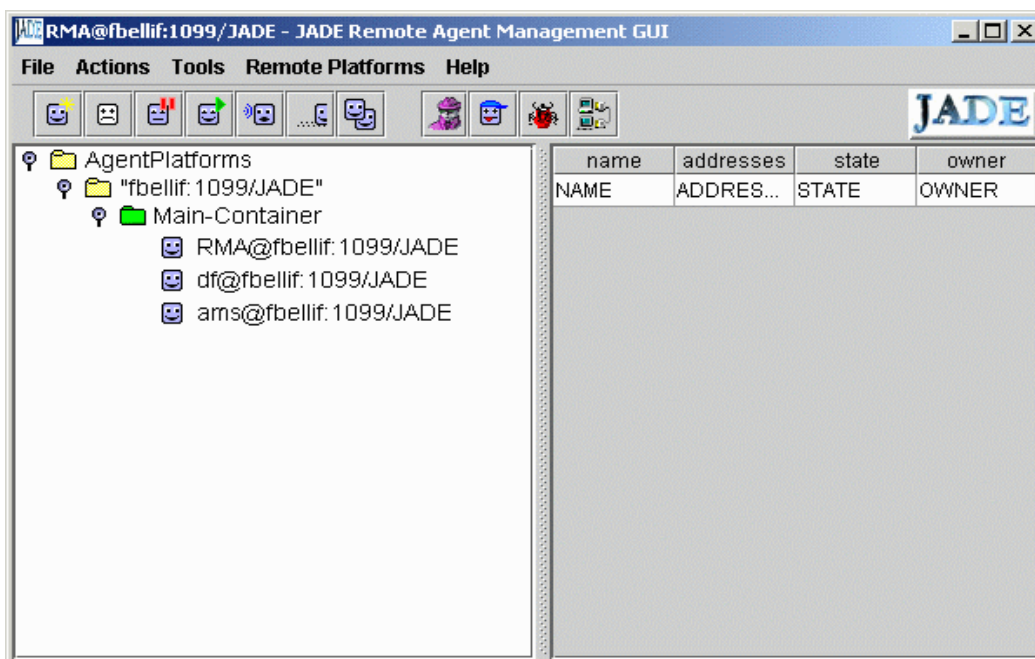 RMA@fbellif:1099/JADE - JADE Remote Agent Management GUI
File Actions Tools Remote Platforms Help
JADE
AgentPlatforms
"fbellif:1099/JADE"
Main-Container
RMA@fbellif:1099/JADE
df@fbellif:1099/JADE
ams@fbellif:1099/JADE
name addresses state owner
NAME ADDRES... STATE OWNER